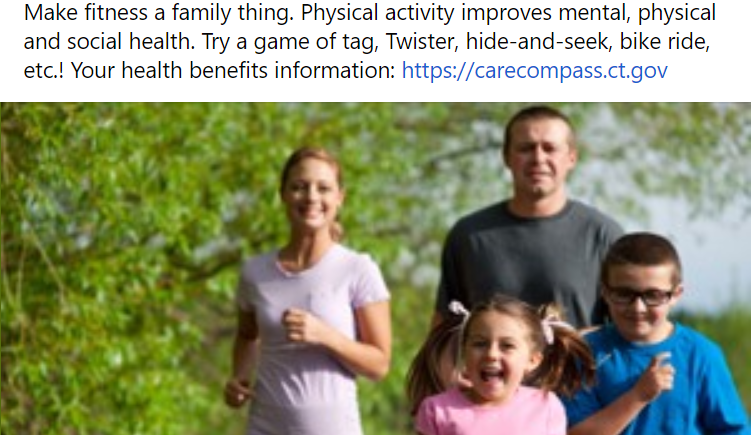 Make fitness a family thing. Physical activity improves mental, physical
and social health. Try a game of tag, Twister, hide-and-seek, bike ride,
etc.! Your health benefits information: https://carecompass.ct.gov